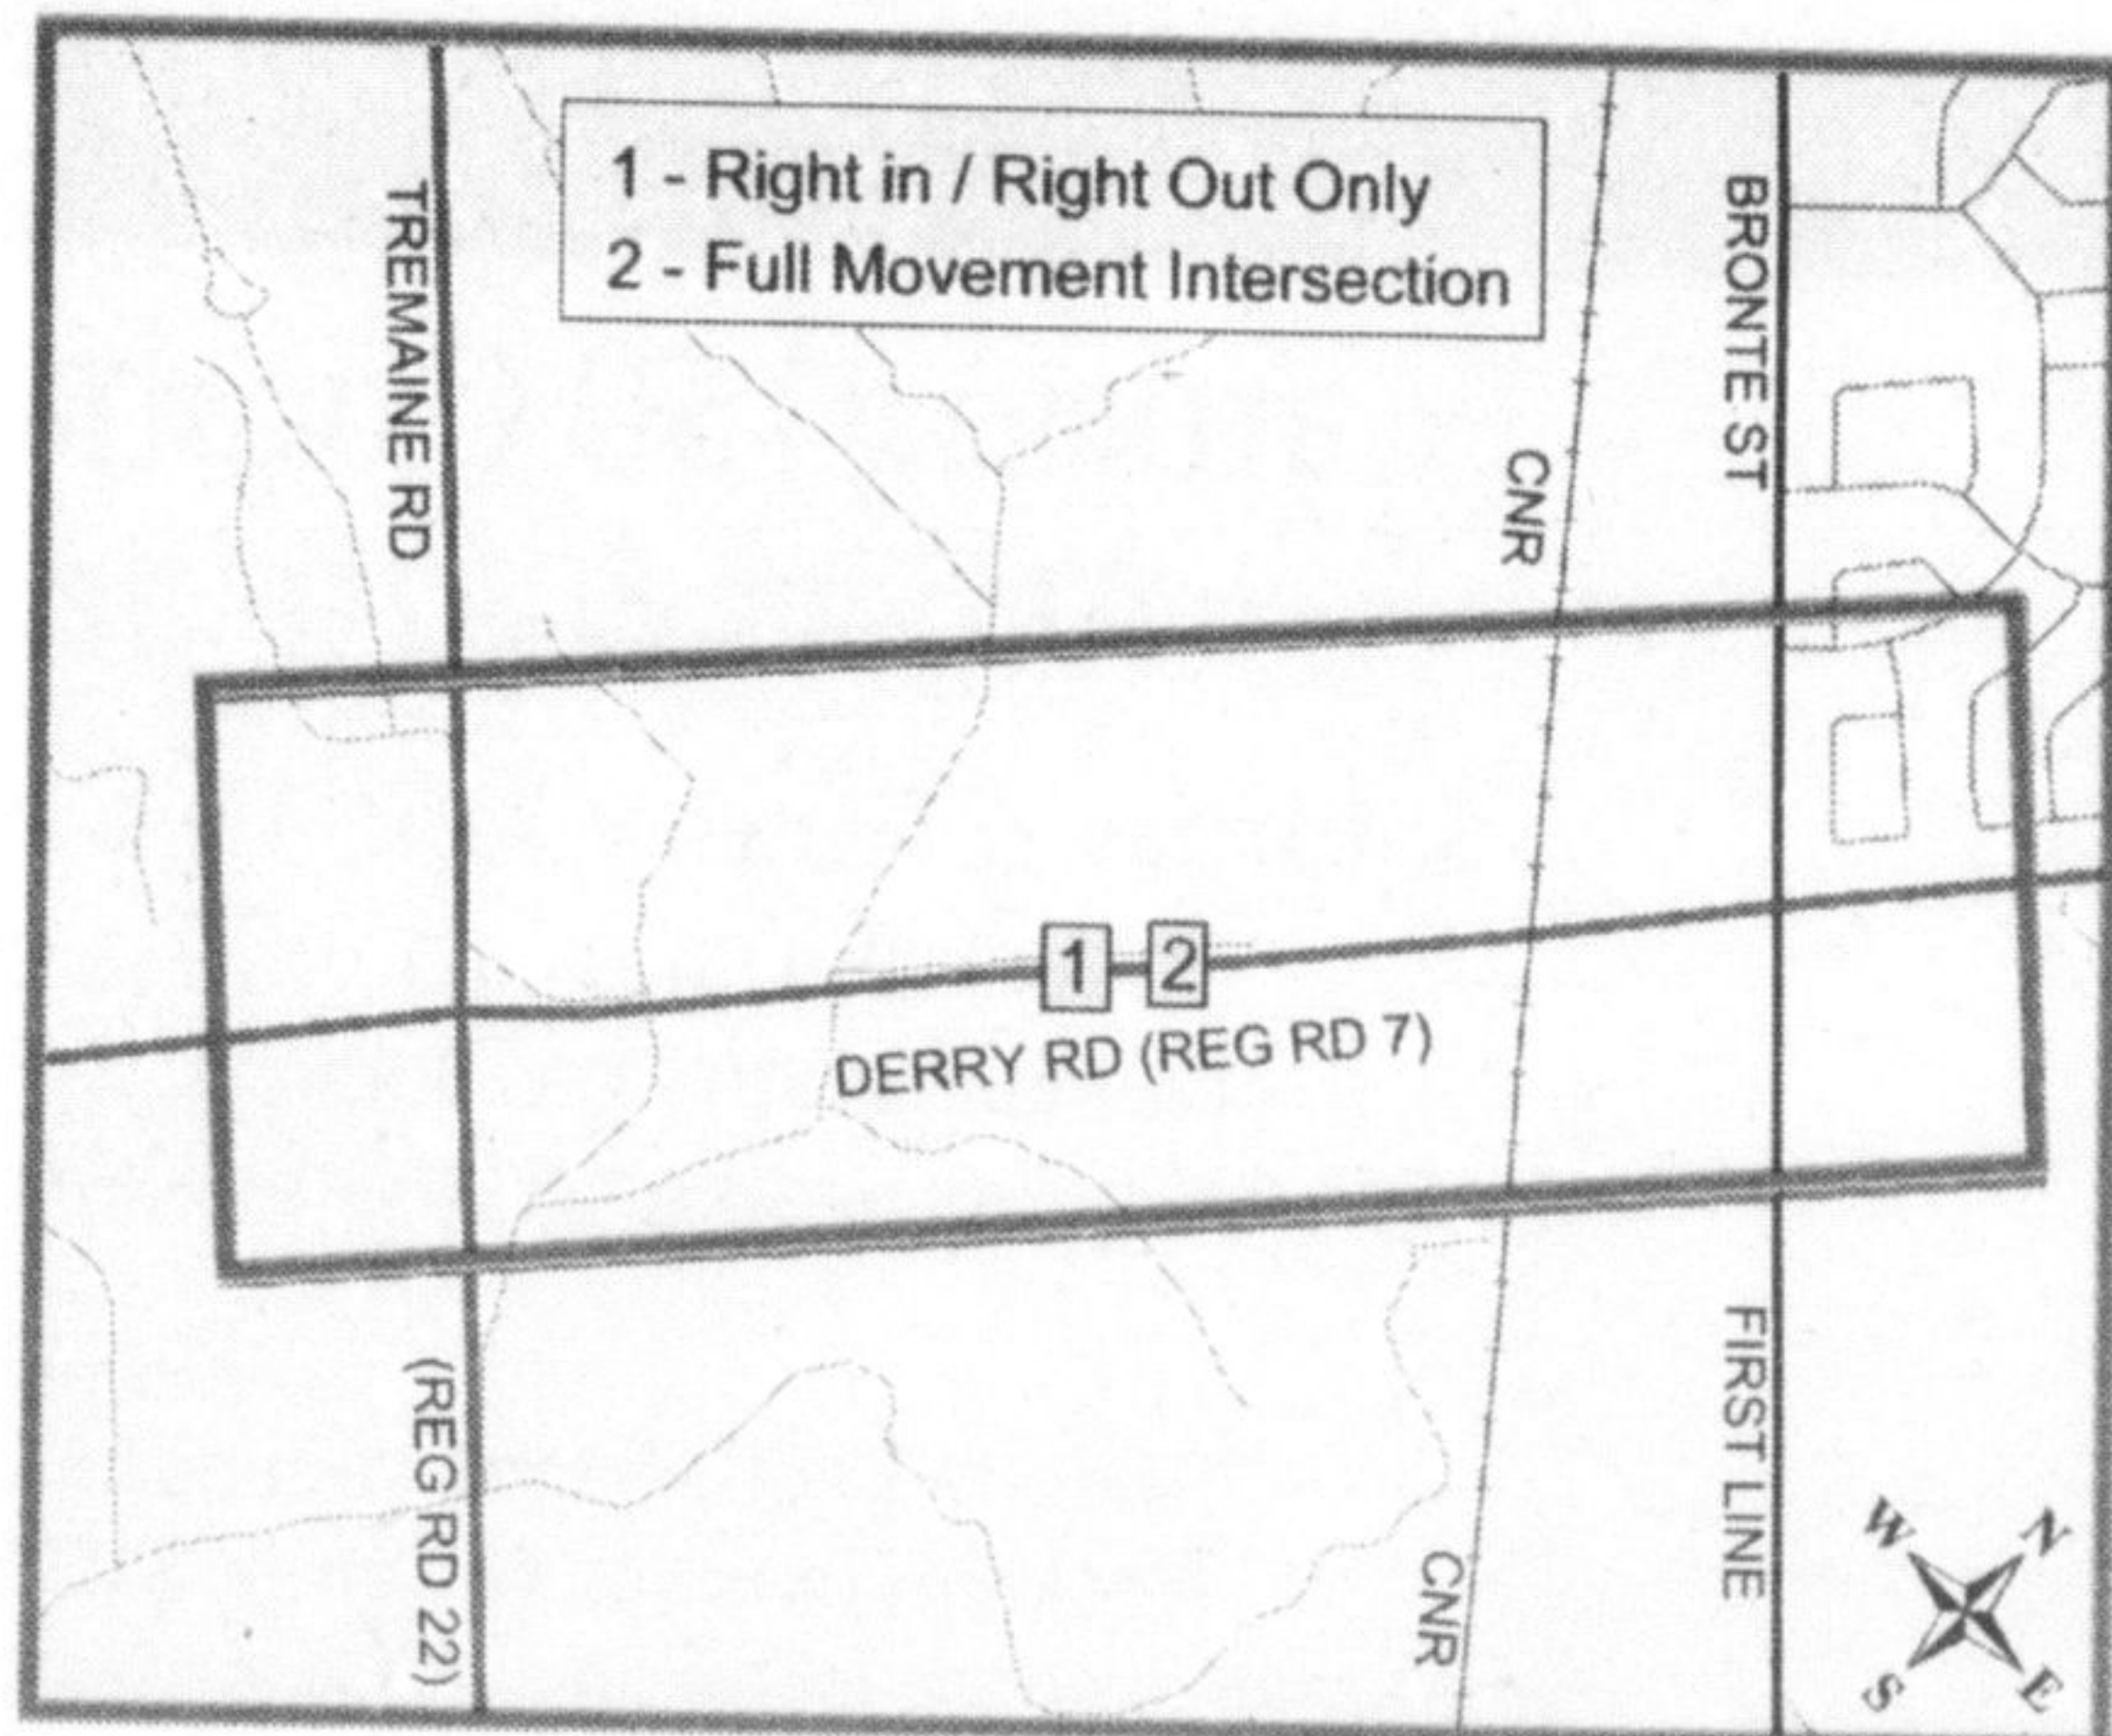 1 - Right in / Right Out Only
2 - Full Movement Intersection
TREMAINE RD
BRONTE ST
CNR
1
2
DERRY RD (REG RD 7)
(REG RD 22)
FIRST LINE
CNR
W
N
S
E